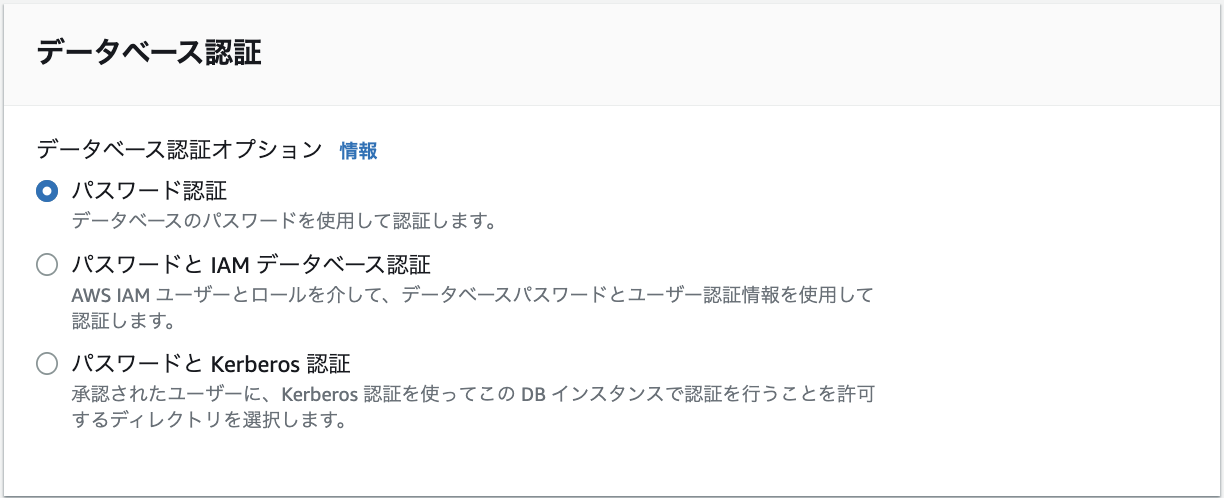 データベース認証
データベース認証オプション 情報
パスワード認証
データベースのパスワードを使用して認証します。
パスワードと IAM データベース認証
AWS IAM ユーザーとロールを介して、データベースパスワードとユーザー認証情報を使用して
認証します。
パスワードと Kerberos 認証
承認されたユーザーに、Kerberos 認証を使ってこの DB インスタンスで認証を行うことを許可
するディレクトリを選択します。